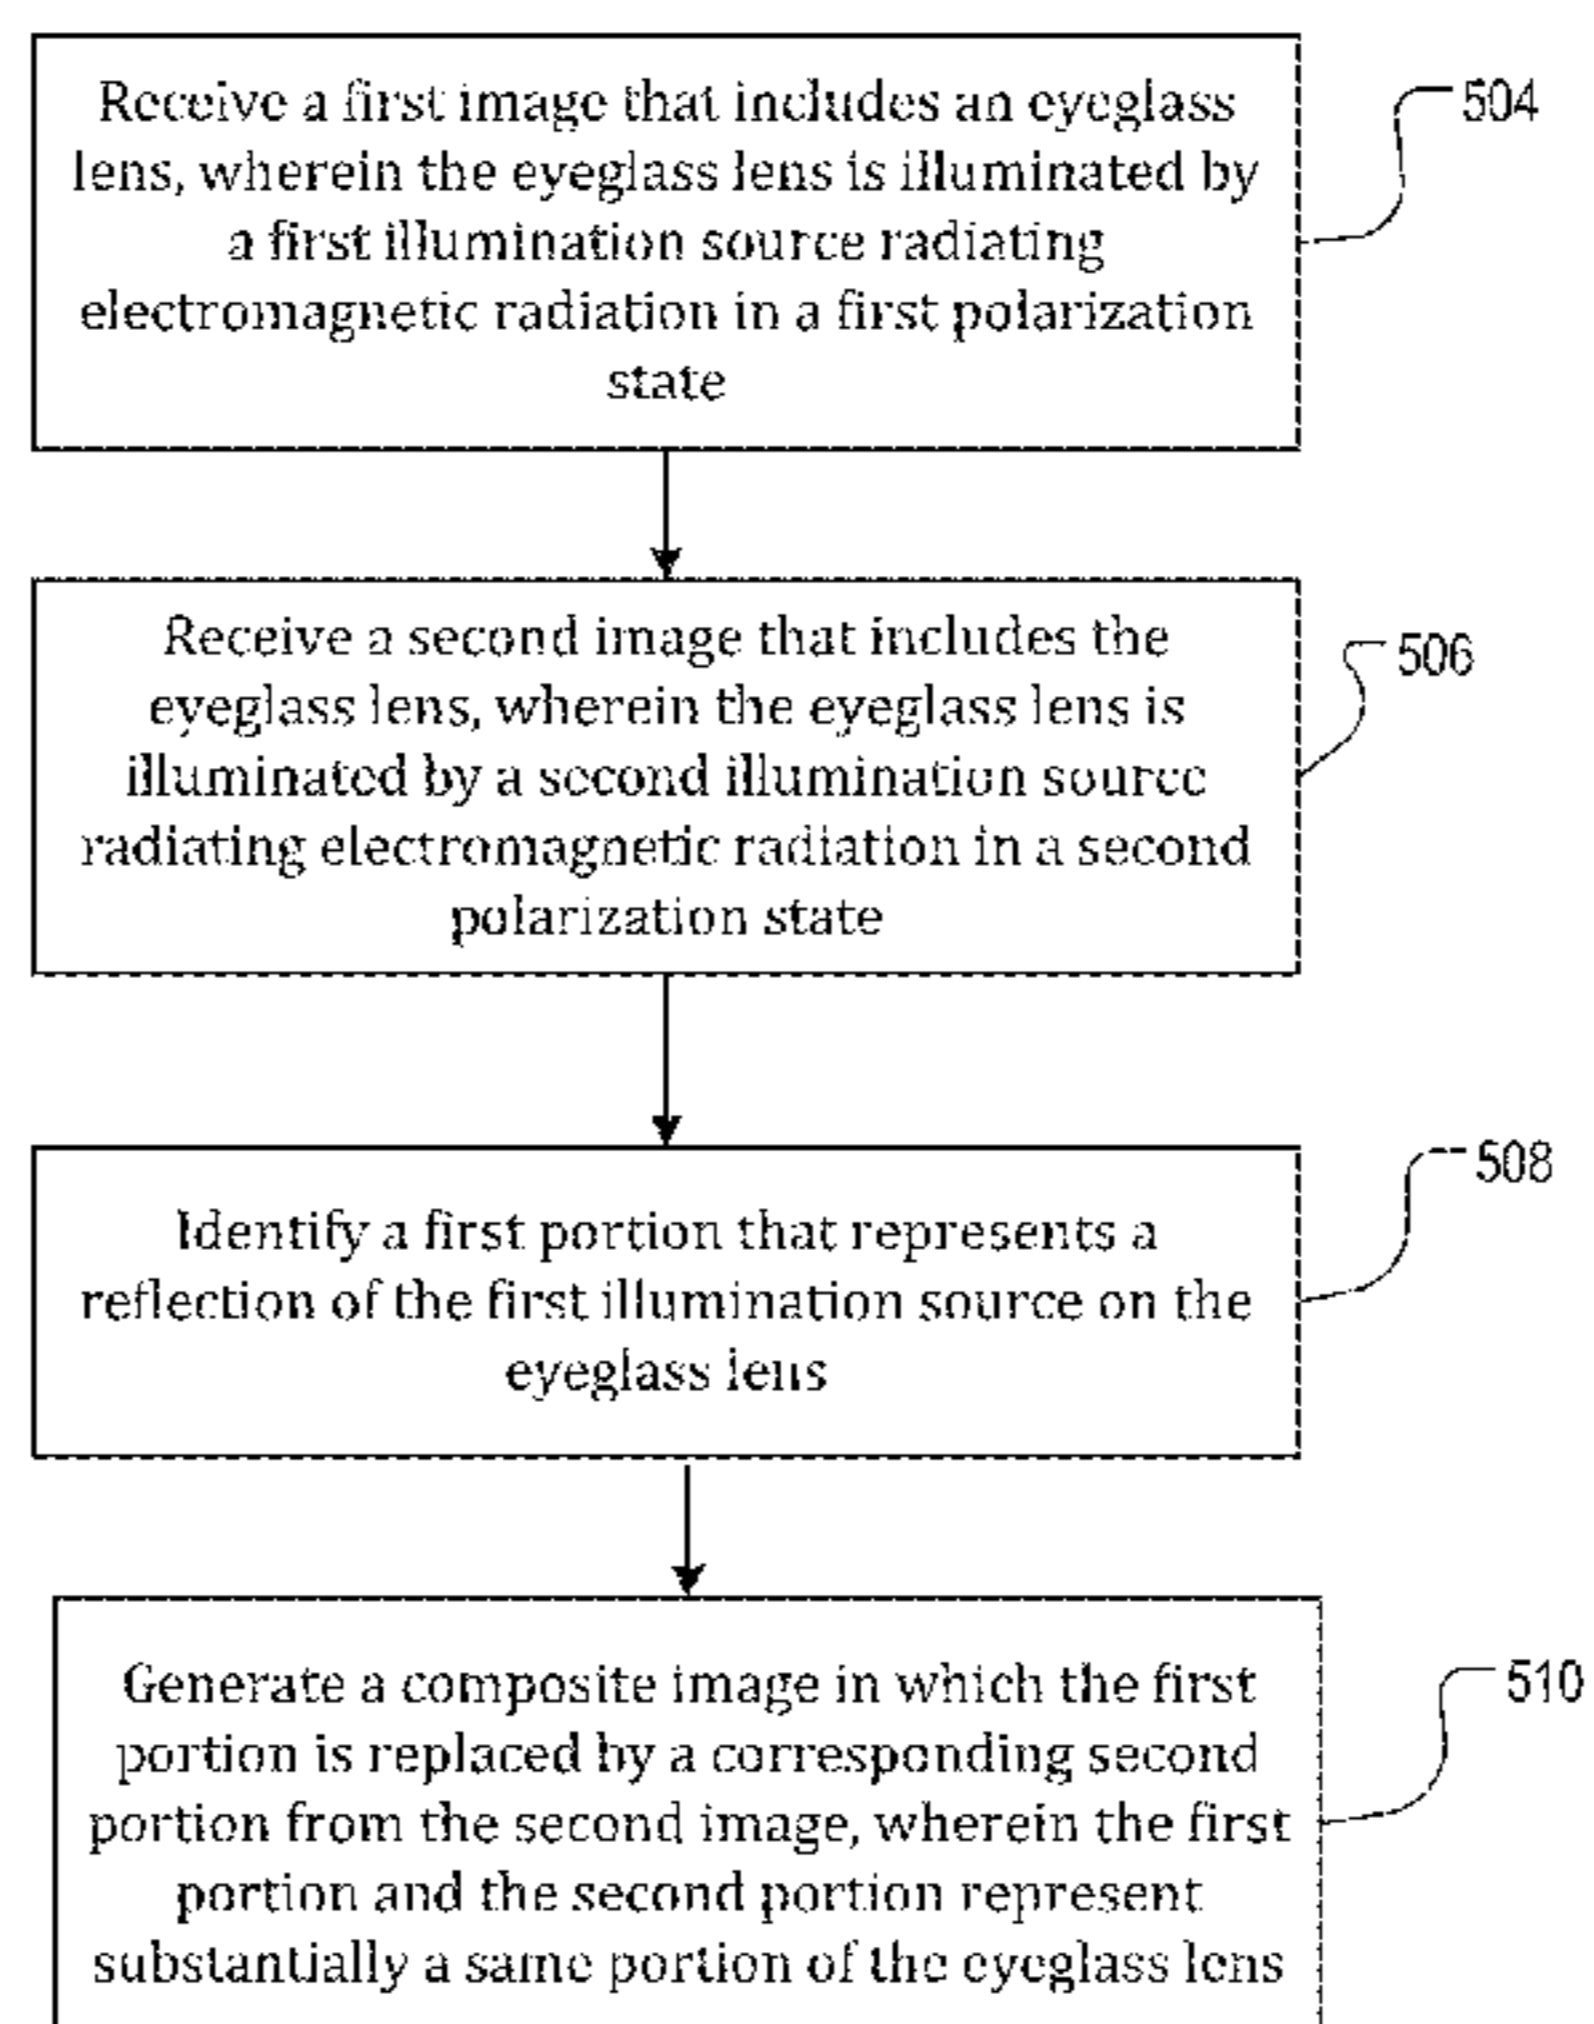 Receive a first image that includes an eyeglass
lens, wherein the eyeglass lens is illuminated by
a first illumination source radiating
electromagnetic radiation in a first polarization
state
504
Receive a second image that includes the
eyeglass lens, wherein the eyeglass lens is
illuminated by a second illumination source
radiating electromagnetic radiation in a second
polarization state
506
Identify a first portion that represents a
reflection of the first illumination source on the
eyeglass lens
508
Generate a composite image in which the first
portion is replaced by a corresponding second
portion from the second image, wherein the first
portion and the second portion represent
substantially a same portion of the eyeglass lens
510